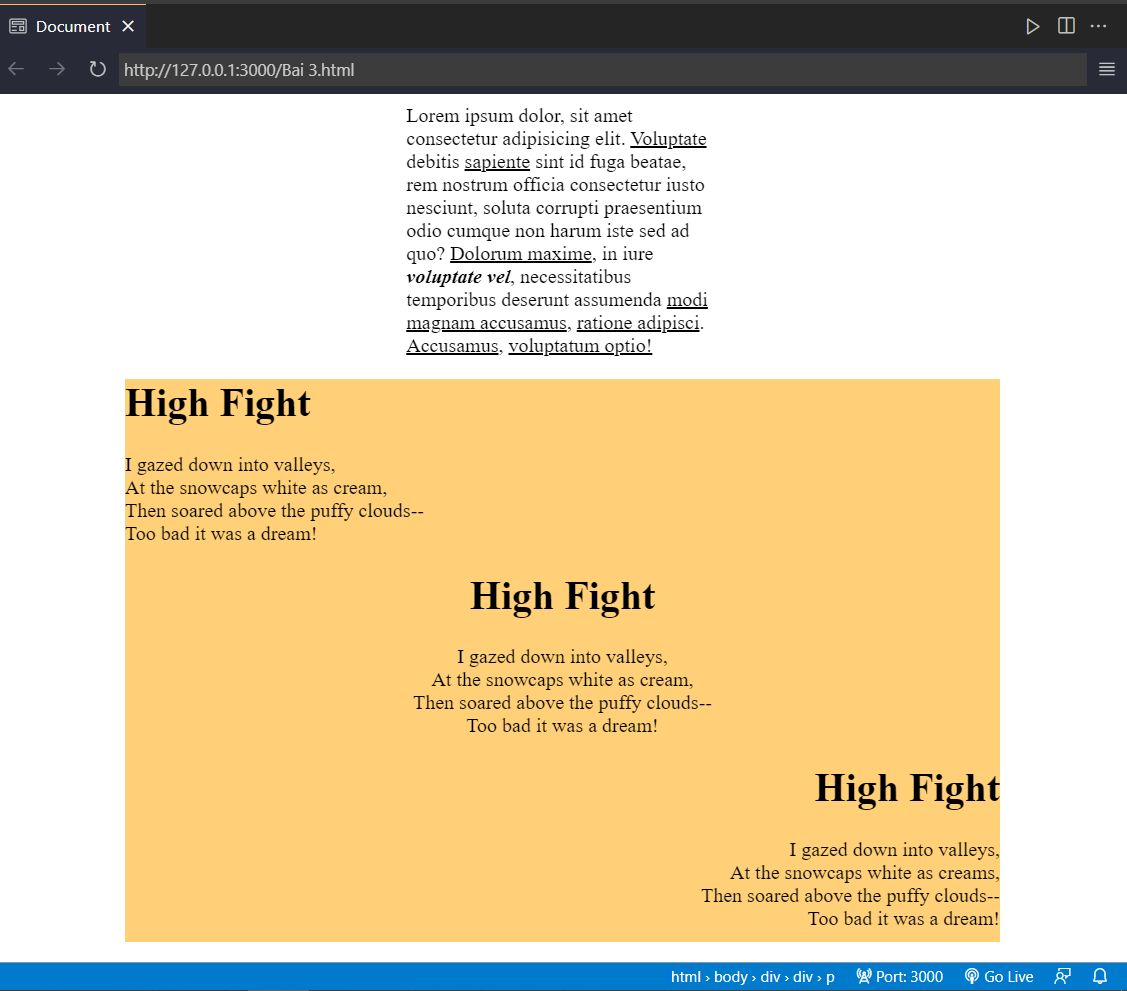 Document
http://127.0.0.1:3000/Bai 3.html
Lorem ipsum dolor, sit amet
consectetur adipisicing elit. Voluptate
debitis sapiente sint id fuga beatae,
rem nostrum officia consectetur iusto
nesciunt, soluta corrupti praesentium
odio cumque non harum iste sed ad
quo? Dolorum maxime, in iure
voluptate vel, necessitatibus
temporibus deserunt assumenda modi
magnam accusamus, ratione adipisci.
Accusamus, voluptatum optio!
High Fight
I gazed down into valleys,
At the snowcaps white as cream,
Then soared above the puffy clouds--
Too bad it was a dream!
High Fight
I gazed down into valleys,
At the snowcaps white as cream,
Then soared above the puffy clouds--
Too bad it was a dream!
High Fight
I gazed down into valleys,
At the snowcaps white as creams,
Then soared above the puffy clouds--
Too bad it was a dream!
html › body › div › div › p Port: 3000 Go Live